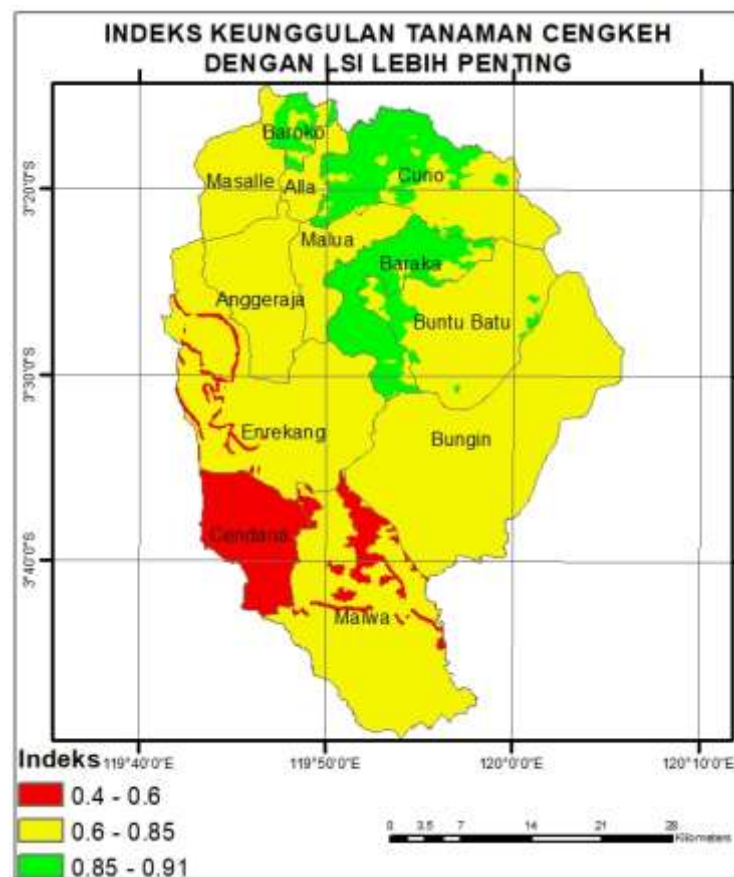 INDEKS KEUNGGULAN TANAMAN CENGKEH
DENGAN LSI LEBIH PENTING
Baroko
Masalle
Alla
Curio
Malua
Baraka
Anggeraja
Buntu Batu
Enrekang
Bungin
Cendana
Maiwa
3°20'0"S
3°30'0"S
3°40'0"S
119°40'0"E
119°50'0"E
120°0'0"E
120°10'0"E
Indeks
0.4 - 0.6
0.6 - 0.85
0.85 - 0.91
0 3.5 7 14 21 28
Kilometers